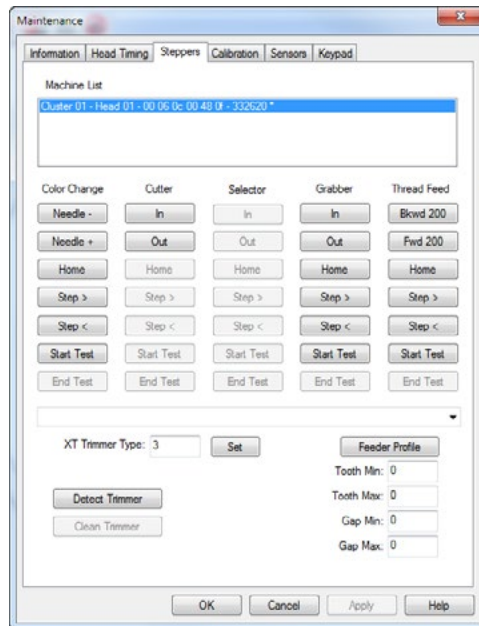 Maintenance
Information Head Timing Steppers Calibration Sensors Keypad
Machine List
Cluster 01 - Head 01 - 00 06 0c 00 48 0f - 332620 *
Color Change Cutter Selector Grabber Thread Feed
Needle - In In In Bkwd 200
Needle + Out Out Out Fwd 200
Home Home Home Home Home
Step > Step > Step > Step > Step >
Step < Step < Step < Step < Step <
Start Test Start Test Start Test Start Test Start Test
End Test End Test End Test End Test End Test
XT Trimmer Type: 3 Set Feeder Profile
Tooth Min: 0
Detect Trimmer Tooth Max: 0
Clean Trimmer Gap Min: 0
Gap Max: 0
OK Cancel Apply Help